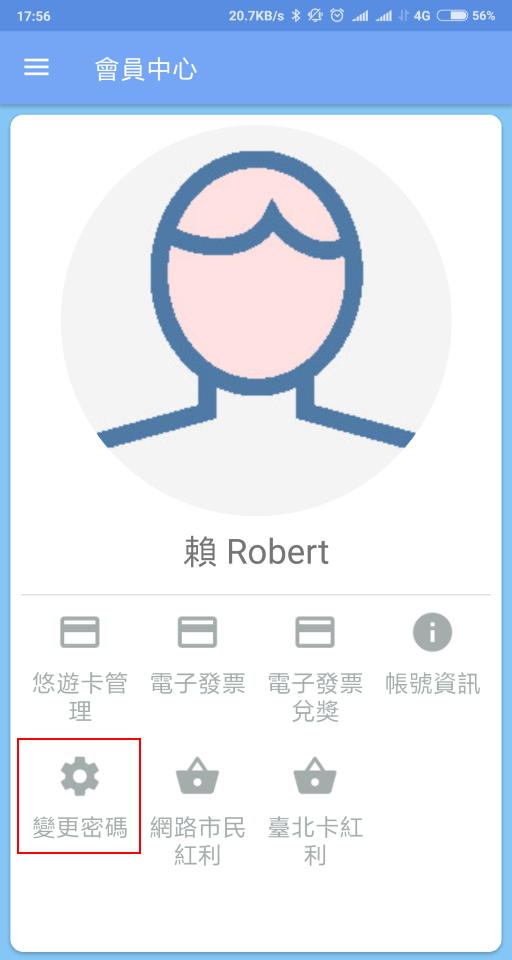 17:56 20.7KB/s 4G 56%
會員中心
賴 Robert
悠遊卡管 電子發票 電子發票 帳號資訊
理 兌獎
變更密碼 網路市民 臺北卡紅
紅利 利